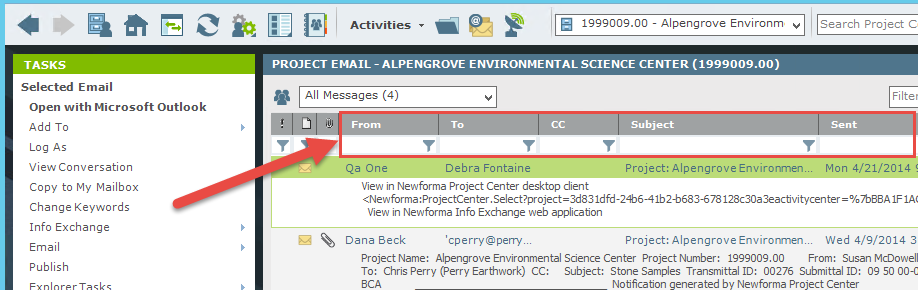 Activities
1999009.00 - Alpengrove Environm
Search Project C
TASKS
Selected Email
Open with Microsoft Outlook
Add To
Log As
View Conversation
Copy to My Mailbox
Change Keywords
Info Exchange
Email
Publish
Explorer Tasks
PROJECT EMAIL - ALPENGROVE ENVIRONMENTAL SCIENCE CENTER (1999009.00)
All Messages (4)
Filter
! From To CC Subject Sent
Qa One Debra Fontaine Project: Alpengrove Environmen... Mon 4/21/2014 9
View in Newforma Project Center desktop client
<Newforma:ProjectCenter.Select?project=3d831dfd-24b6-41b2-b683-678128c30a3eactivitycenter=%7bBBA1F1AC
View in Newforma Info Exchange web application
Dana Beck 'cperry@perry... Project: Alpengrove Environmen... Wed 4/9/2014
Project Name: Alpengrove Environmental Science Center Project Number: 1999009.00 From: Susan McDowell
To: Chris Perry (Perry Earthwork) CC: Subject: Stone Samples Transmittal ID: 00276 Submittal ID: 09 50 00-
BCA ____ Notification generated by Newforma Project Center